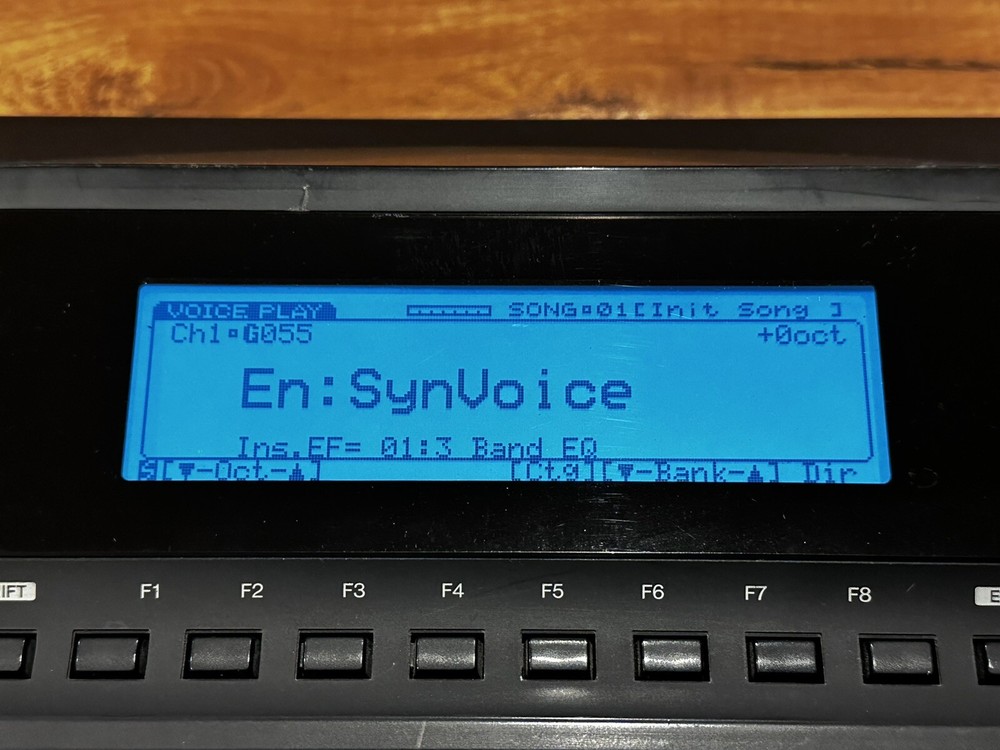 VOICE PLAY SONG:01[Init Song ]
Ch1:G055 +0oct
En:SynVoice
Ins.EF= 01:3 Band EQ
S[▼-Oct-▲] [Ctg][▼-Bank-▲] Dir
IFT F1 F2 F3 F4 F5 F6 F7 F8 E